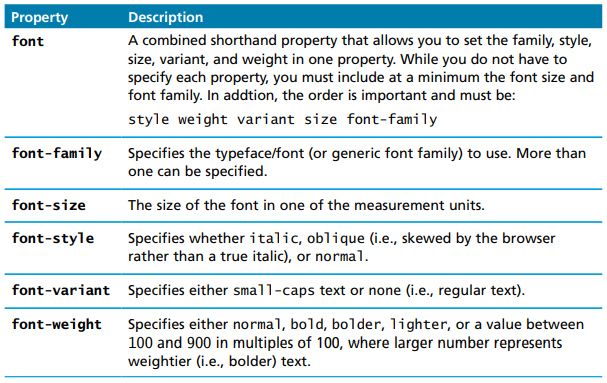 Property Description
font A combined shorthand property that allows you to set the family, style,
size, variant, and weight in one property. While you do not have to
specify each property, you must include at a minimum the font size and
font family. In addtion, the order is important and must be:
style weight variant size font-family
font-family Specifies the typeface/font (or generic font family) to use. More than
one can be specified.
font-size The size of the font in one of the measurement units.
font-style Specifies whether italic, oblique (i.e., skewed by the browser
rather than a true italic), or normal.
font-variant Specifies either small-caps text or none (i.e., regular text).
font-weight Specifies either normal, bold, bolder, lighter, or a value between
100 and 900 in multiples of 100, where larger number represents
weightier (i.e., bolder) text.